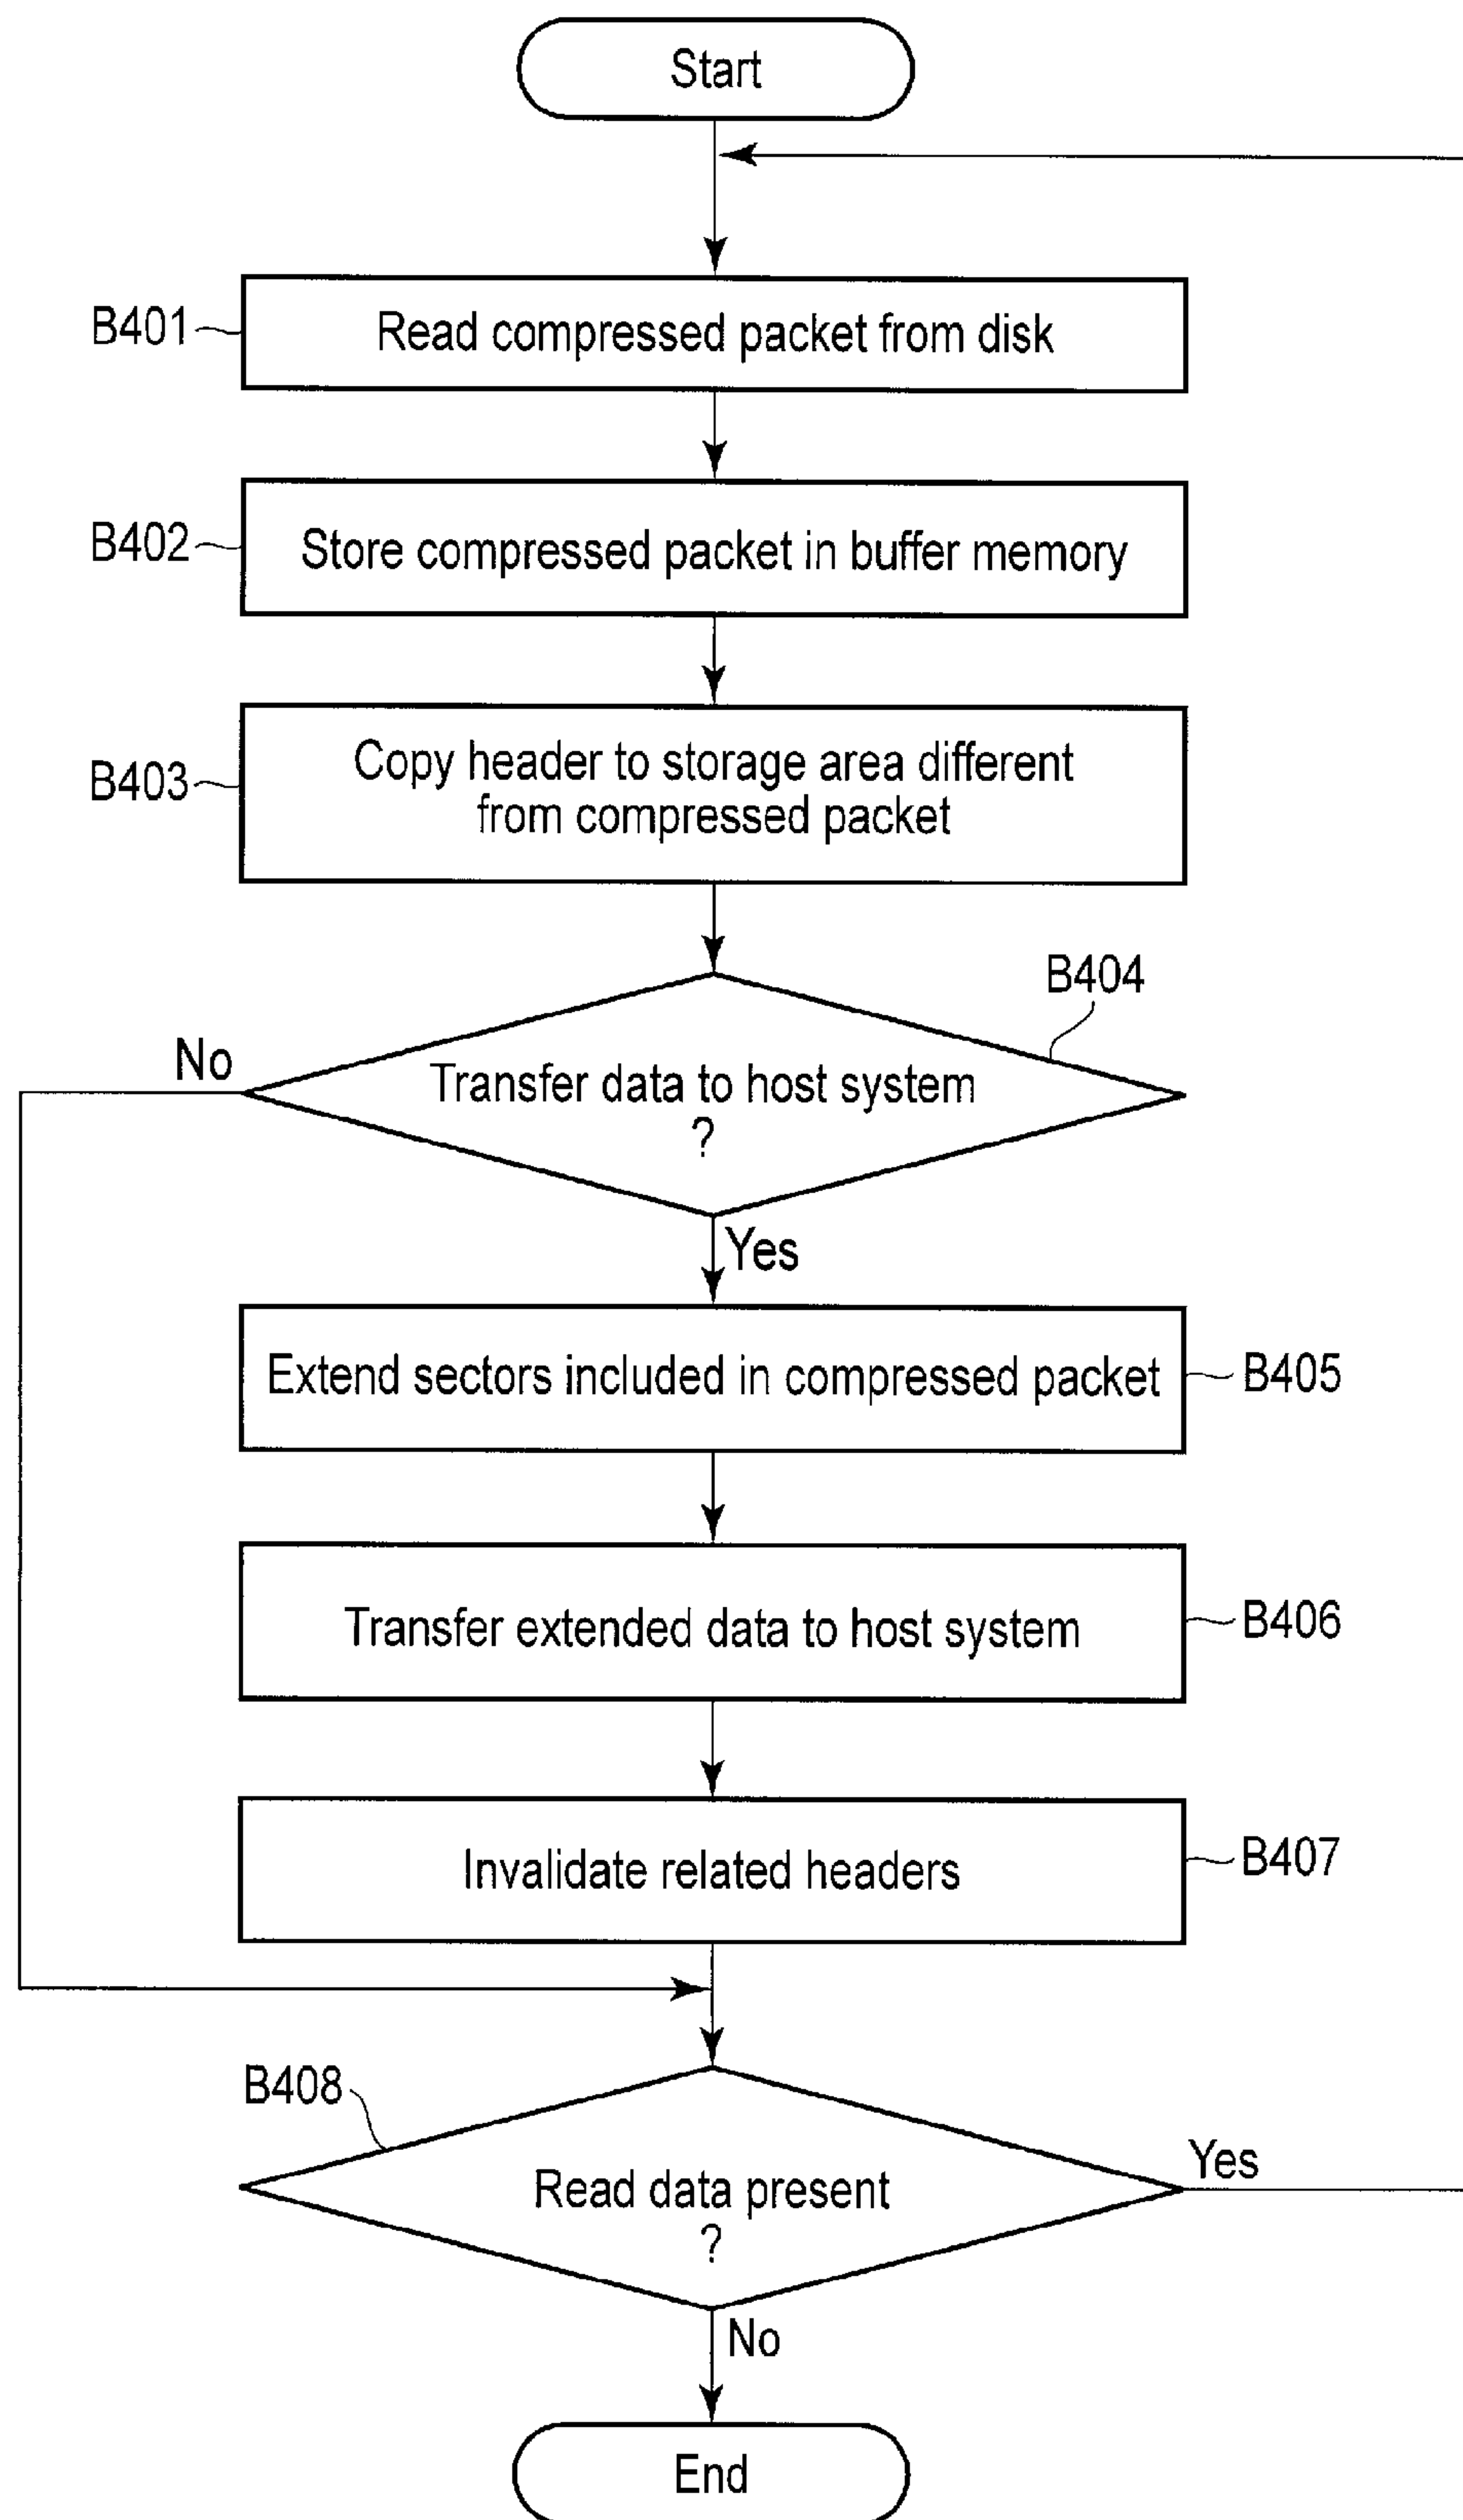 Start
B401
Read compressed packet from disk
B402
Store compressed packet in buffer memory
B403
Copy header to storage area different
from compressed packet
B404
No
Transfer data to host system
?
Yes
Extend sectors included in compressed packet
B405
Transfer extended data to host system
B406
Invalidate related headers
B407
B408
Read data present
?
Yes
No
End